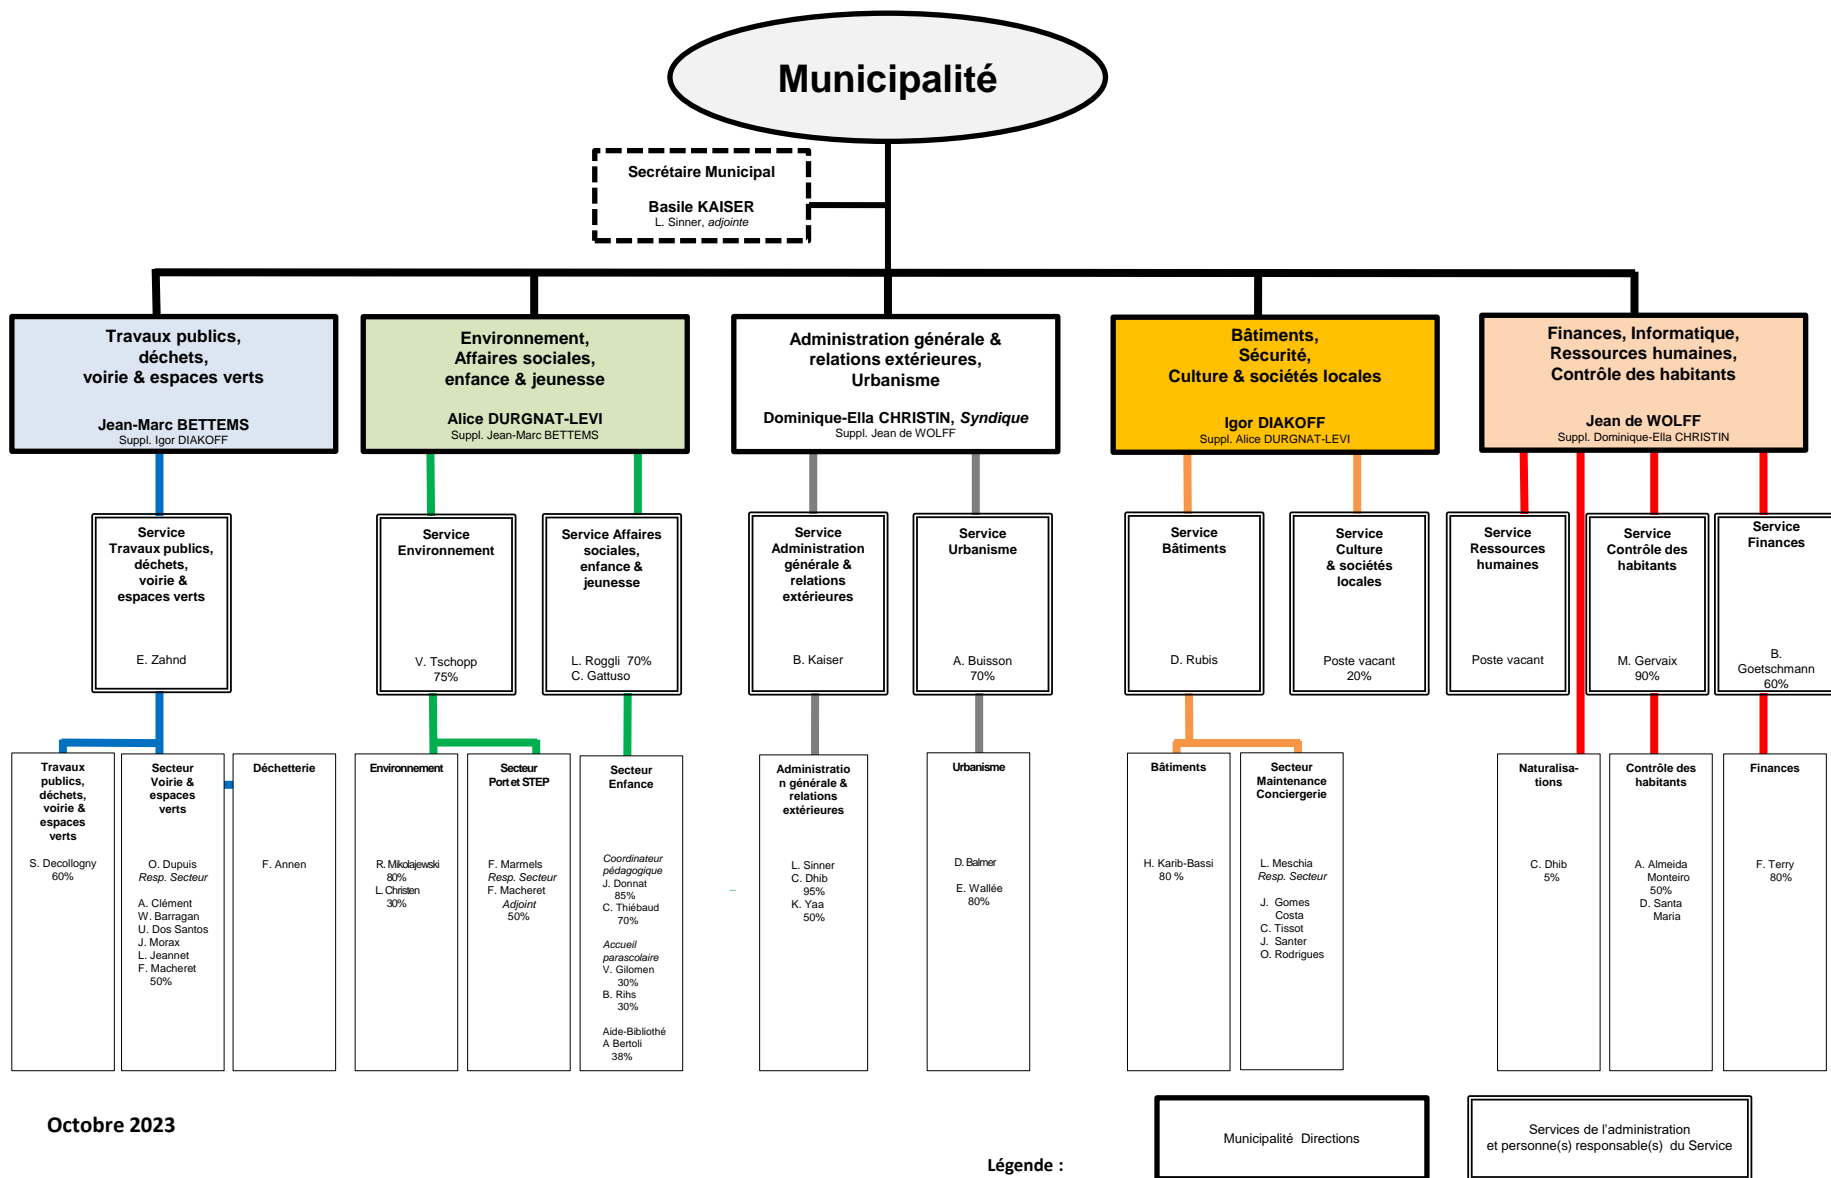 Municipalité
Secrétaire Municipal
Basile KAISER
L. Sinner, adjointe
Travaux publics,
déchets,
voirie & espaces verts
Jean-Marc BETTEMS
Suppl. Igor DIAKOFF
Environnement,
Affaires sociales,
enfance & jeunesse
Alice DURGNAT-LEVI
Suppl. Jean-Marc BETTEMS
Administration générale &
relations extérieures,
Urbanisme
Dominique-Ella CHRISTIN, Syndique
Suppl. Jean de WOLFF
Bâtiments,
Sécurité,
Culture & sociétés locales
Igor DIAKOFF
Suppl. Alice DURGNAT-LEVI
Finances, Informatique,
Ressources humaines,
Contrôle des habitants
Jean de WOLFF
Suppl. Dominique-Ella CHRISTIN
Service
Travaux publics,
déchets,
voirie &
espaces verts
E. Zahnd
Service
Environnement
V. Tschopp
75%
Service Affaires
sociales,
enfance &
jeunesse
L. Roggli 70%
C. Gattuso
Service
Administration
générale &
relations
extérieures
B. Kaiser
Service
Urbanisme
A. Buisson
70%
Service
Bâtiments
D. Rubis
Service
Culture
& sociétés
locales
Poste vacant
20%
Service
Ressources
humaines
Poste vacant
Service
Contrôle des
habitants
M. Gervaix
90%
Service
Finances
B.
Goetschmann
60%
Travaux
publics,
déchets,
voirie &
espaces
verts
S. Decollogny
60%
Secteur
Voirie &
espaces
verts
O. Dupuis
Resp. Secteur
A. Clément
W. Barragan
U. Dos Santos
J. Morax
L. Jeannet
F. Macheret
50%
Déchetterie
F. Annen
Environnement
R. Mikolajewski
80%
L. Christen
30%
Secteur
Port et STEP
F. Marmels
Resp. Secteur
F. Macheret
Adjoint
50%
Secteur
Enfance
Coordinateur
pédagogique
J. Donnat
85%
C. Thiébaud
70%
Accueil
parascolaire
V. Gilomen
30%
B. Rihs
30%
Aide-Bibliothé
A Bertoli
38%
Administratio
n générale &
relations
extérieures
L. Sinner
C. Dhib
95%
K. Yaa
50%
Urbanisme
D. Balmer
E. Wallée
80%
Bâtiments
H. Karib-Bassi
80 %
Secteur
Maintenance
Conciergerie
L. Meschia
Resp. Secteur
J. Gomes
Costa
C. Tissot
J. Santer
O. Rodrigues
Naturalisa-
tions
C. Dhib
5%
Contrôle des
habitants
A. Almeida
Monteiro
50%
D. Santa
Maria
Finances
F. Terry
80%
Octobre 2023
Légende :
Municipalité Directions
Services de l'administration
et personne(s) responsable(s) du Service